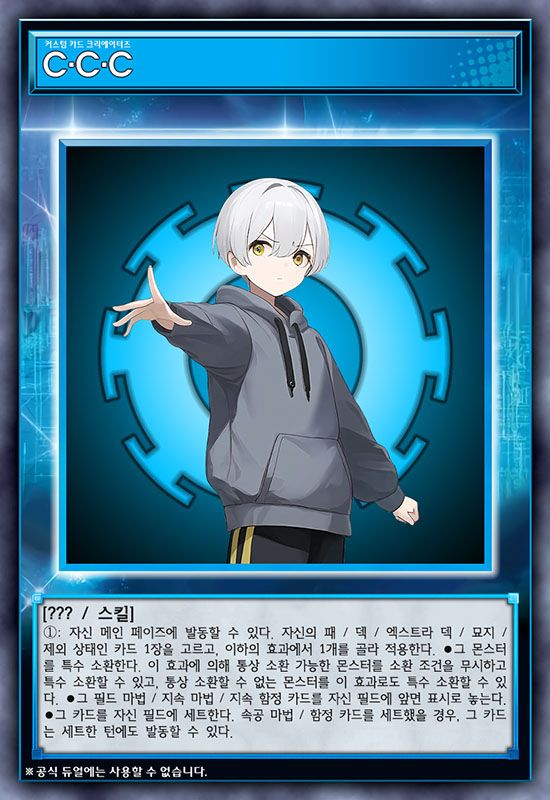 커스텀 카드 크리에이터즈
C·C·C
[??? / 스킬]
①: 자신 메인 페이즈에 발동할 수 있다. 자신의 패 / 덱 / 엑스트라 덱 / 묘지 /
제외 상태인 카드 1장을 고르고, 이하의 효과에서 1개를 골라 적용한다. ●그 몬스터
를 특수 소환한다. 이 효과에 의해 통상 소환 가능한 몬스터를 소환 조건을 무시하고
특수 소환할 수 있고, 통상 소환할 수 없는 몬스터를 이 효과로도 특수 소환할 수 있
다. ●그 필드 마법 / 지속 마법 / 지속 함정 카드를 자신 필드에 앞면 표시로 놓는다.
●그 카드를 자신 필드에 세트한다. 속공 마법 / 함정 카드를 세트했을 경우, 그 카드
는 세트한 턴에도 발동할 수 있다.
※ 공식 듀얼에는 사용할 수 없습니다.